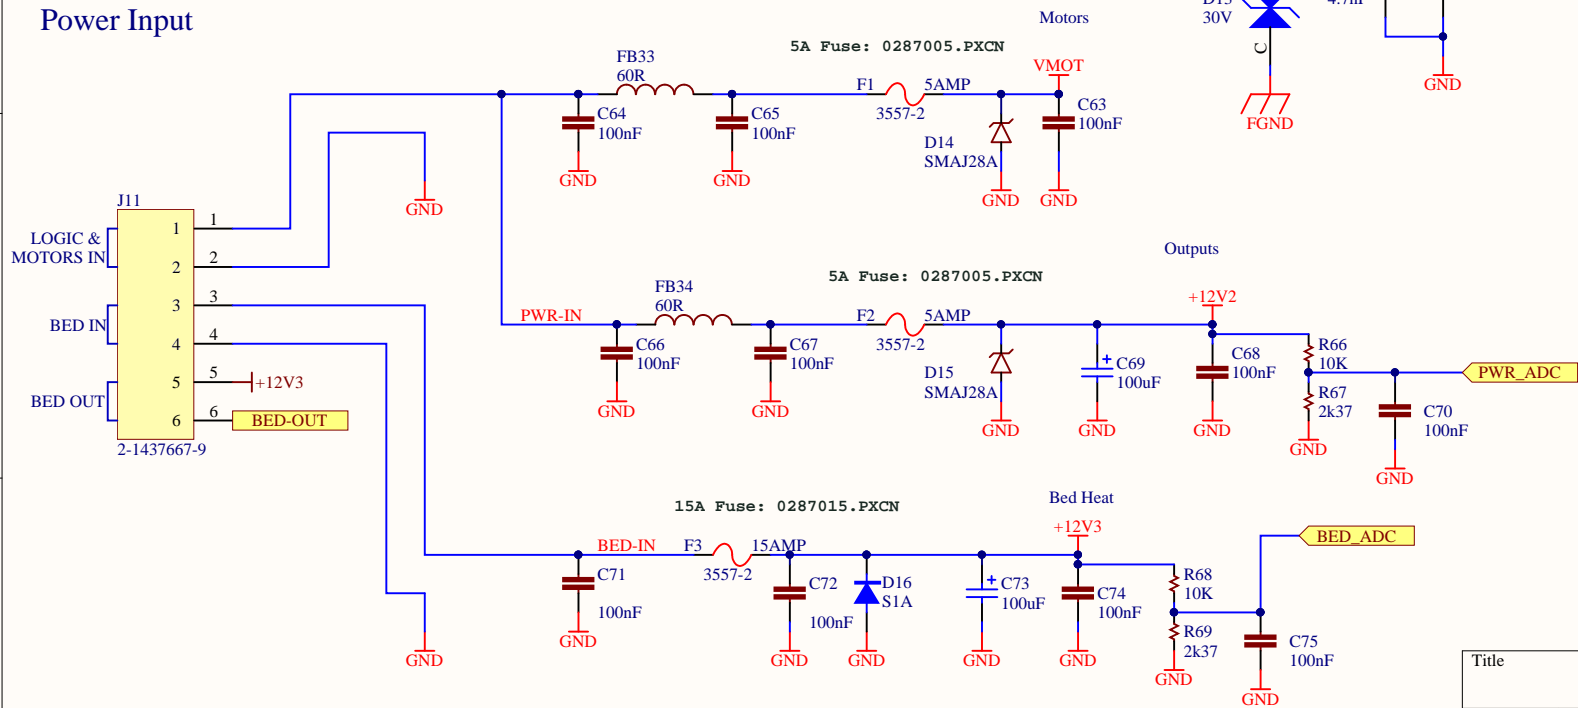 Power Input
Motors
30V
C
GND
FGND
5A Fuse: 0287005.PXCN
FB33
60R
F1
5AMP
3557-2
VMOT
C64
100nF
C65
100nF
D14
SMAJ28A
C63
100nF
GND
GND
GND
GND
GND
J11
LOGIC &
MOTORS IN
BED IN
BED OUT
1
2
3
4
5
6
1
2
3
4
5
6
+12V3
BED-OUT
2-1437667-9
Outputs
5A Fuse: 0287005.PXCN
PWR-IN
FB34
60R
F2
5AMP
3557-2
+12V2
C66
100nF
C67
100nF
D15
SMAJ28A
C69
100uF
C68
100nF
R66
10K
R67
2k37
PWR_ADC
C70
100nF
GND
GND
GND
GND
GND
GND
GND
Bed Heat
15A Fuse: 0287015.PXCN
BED-IN
F3
15AMP
3557-2
+12V3
BED_ADC
C71
100nF
C72
100nF
D16
S1A
C73
100uF
C74
100nF
R68
10K
R69
2k37
C75
100nF
GND
GND
GND
GND
GND
GND
GND
GND
Title